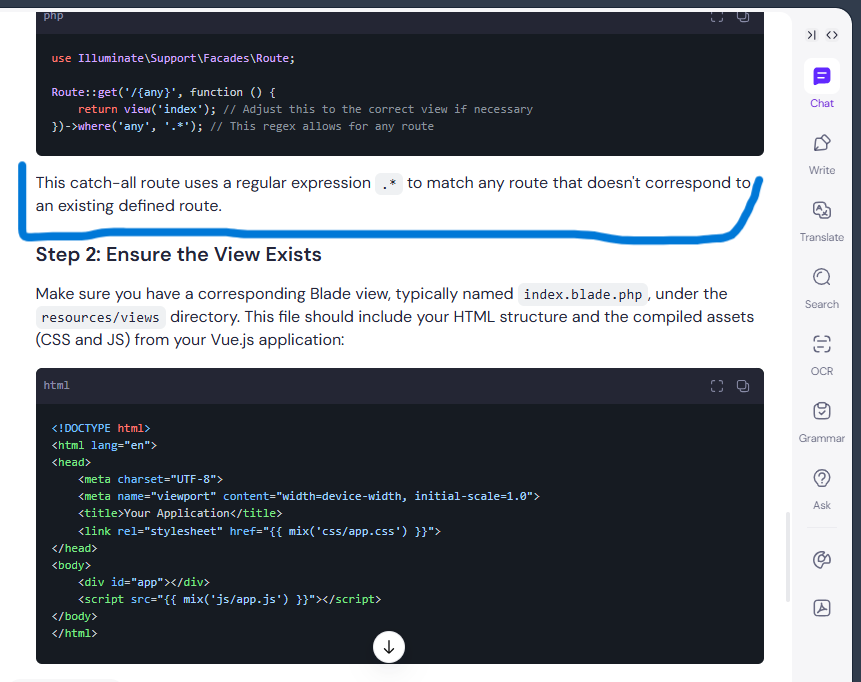 php
use Illuminate\Support\Facades\Route;
Route::get('/{any}', function () {
    return view('index'); // Adjust this to the correct view if necessary
})->where('any', '.*'); // This regex allows for any route
This catch-all route uses a regular expression .* to match any route that doesn't correspond to
an existing defined route.
Step 2: Ensure the View Exists
Make sure you have a corresponding Blade view, typically named index.blade.php, under the
resources/views directory. This file should include your HTML structure and the compiled assets
(CSS and JS) from your Vue.js application:
html
<!DOCTYPE html>
<html lang="en">
<head>
    <meta charset="UTF-8">
    <meta name="viewport" content="width=device-width, initial-scale=1.0">
    <title>Your Application</title>
    <link rel="stylesheet" href="{{ mix('css/app.css') }}">
</head>
<body>
    <div id="app"></div>
    <script src="{{ mix('js/app.js') }}"></script>
</body>
</html>
Chat
Write
Translate
Search
OCR
Grammar
Ask